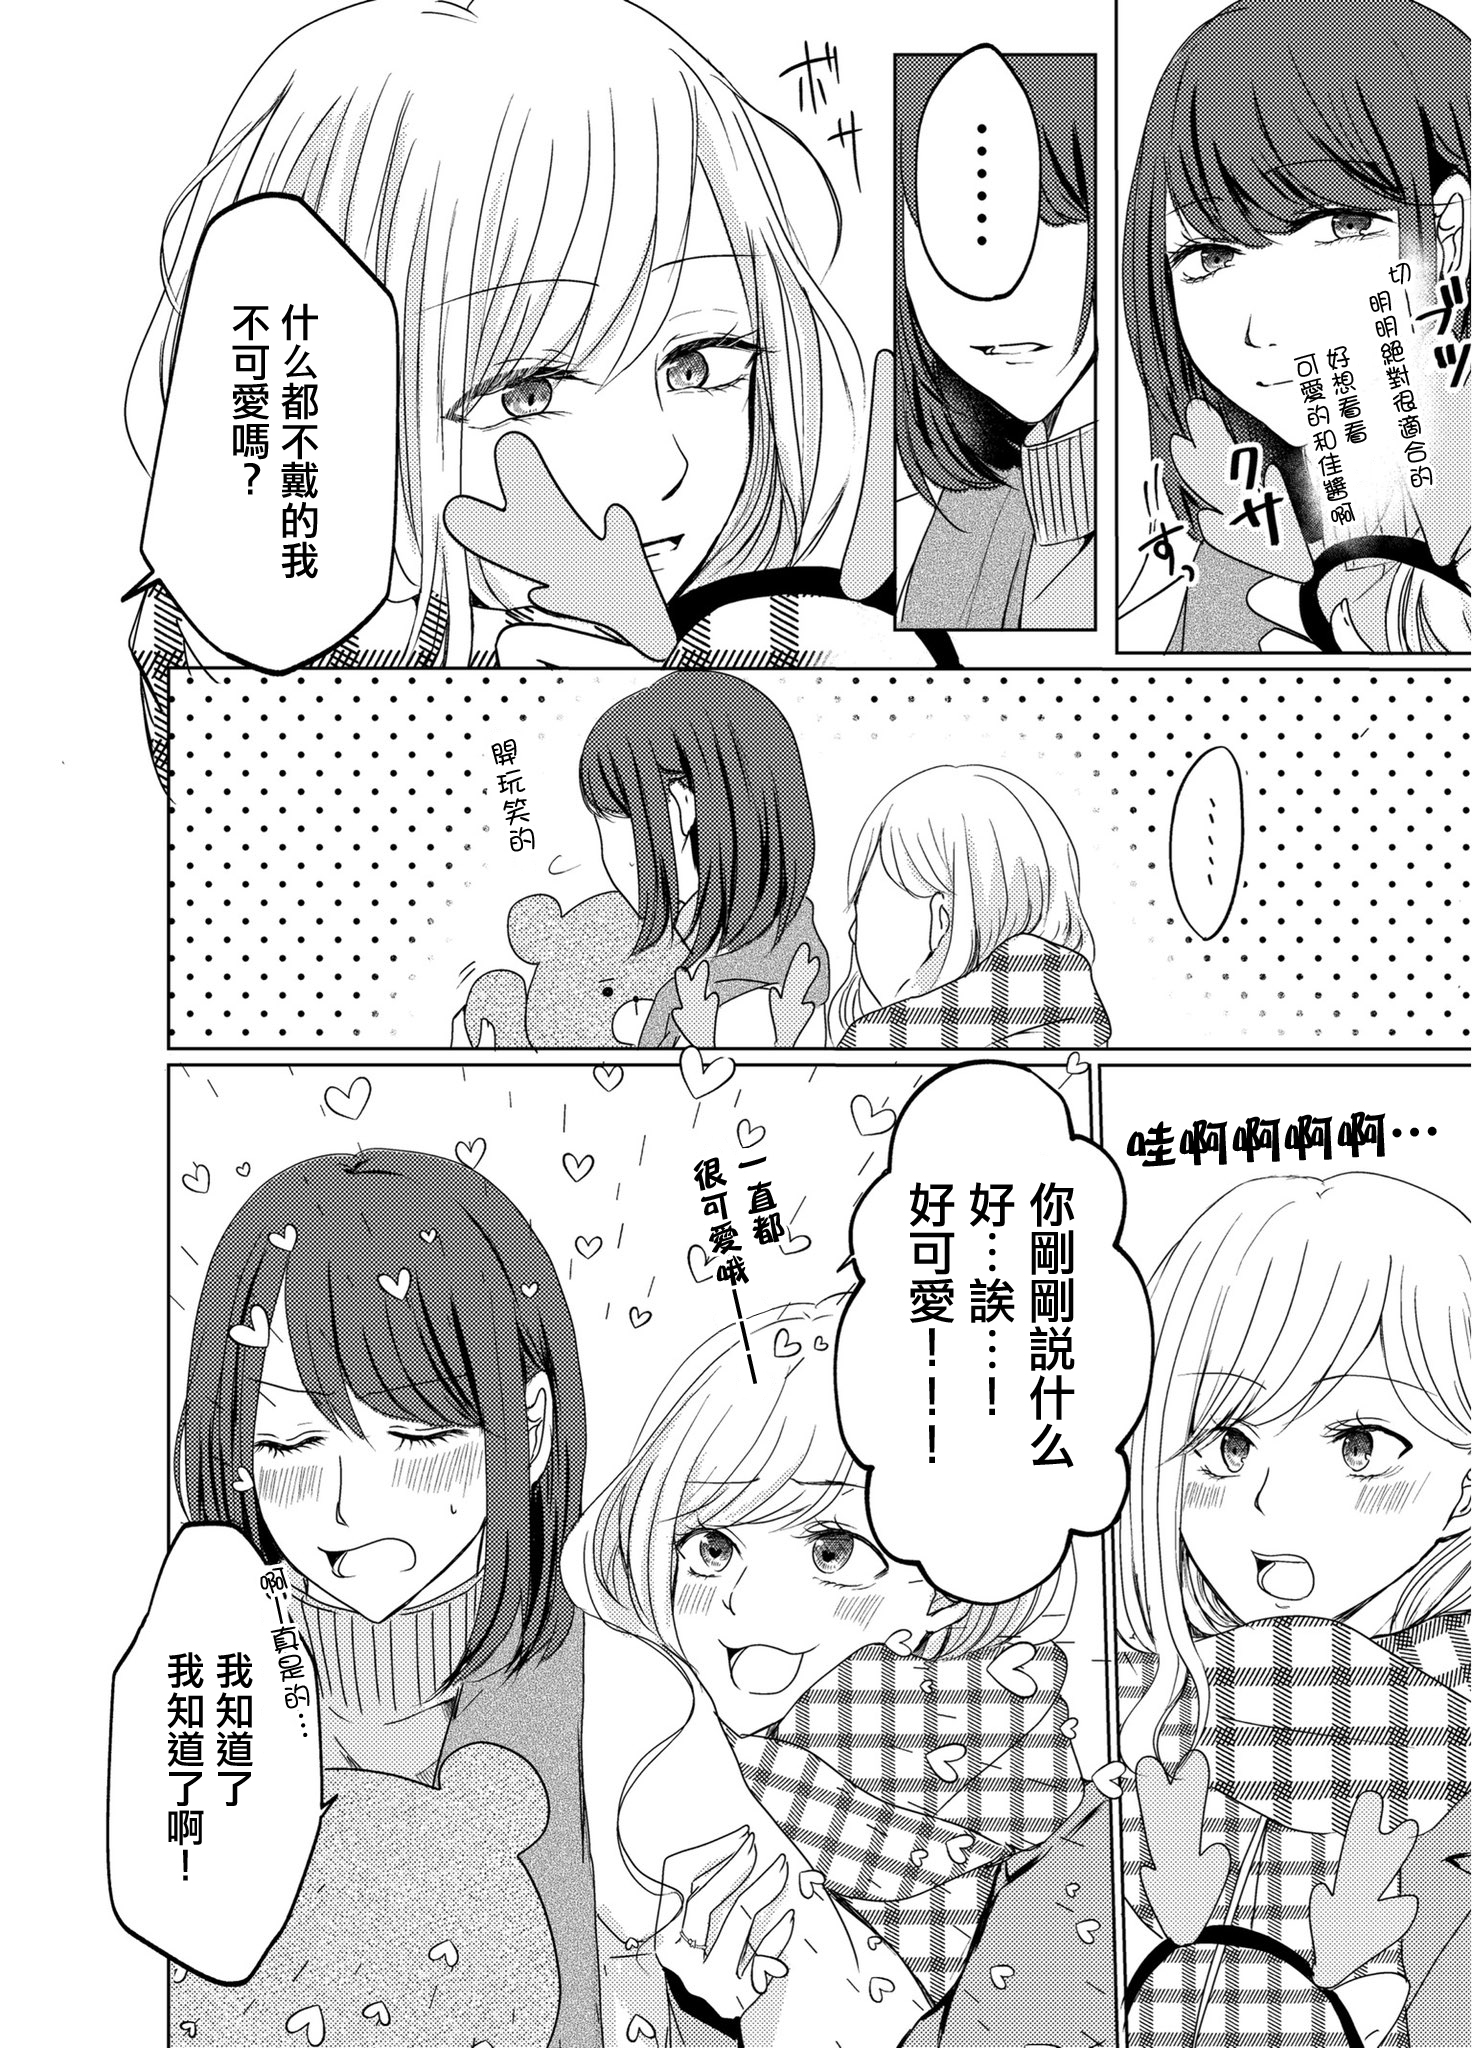 切——
明明絕對很適合的
好想看看
可愛的和佳醬啊
ブツ
クサ
すっ
……
ボサ
什么都不戴的我
不可愛嗎？
……
開玩笑的
哇啊啊啊啊…
你剛剛説什么
好…誒…！
好可愛！！！
一直都
很可愛哦————
啊—真是的…
我知道了
我知道了啊！